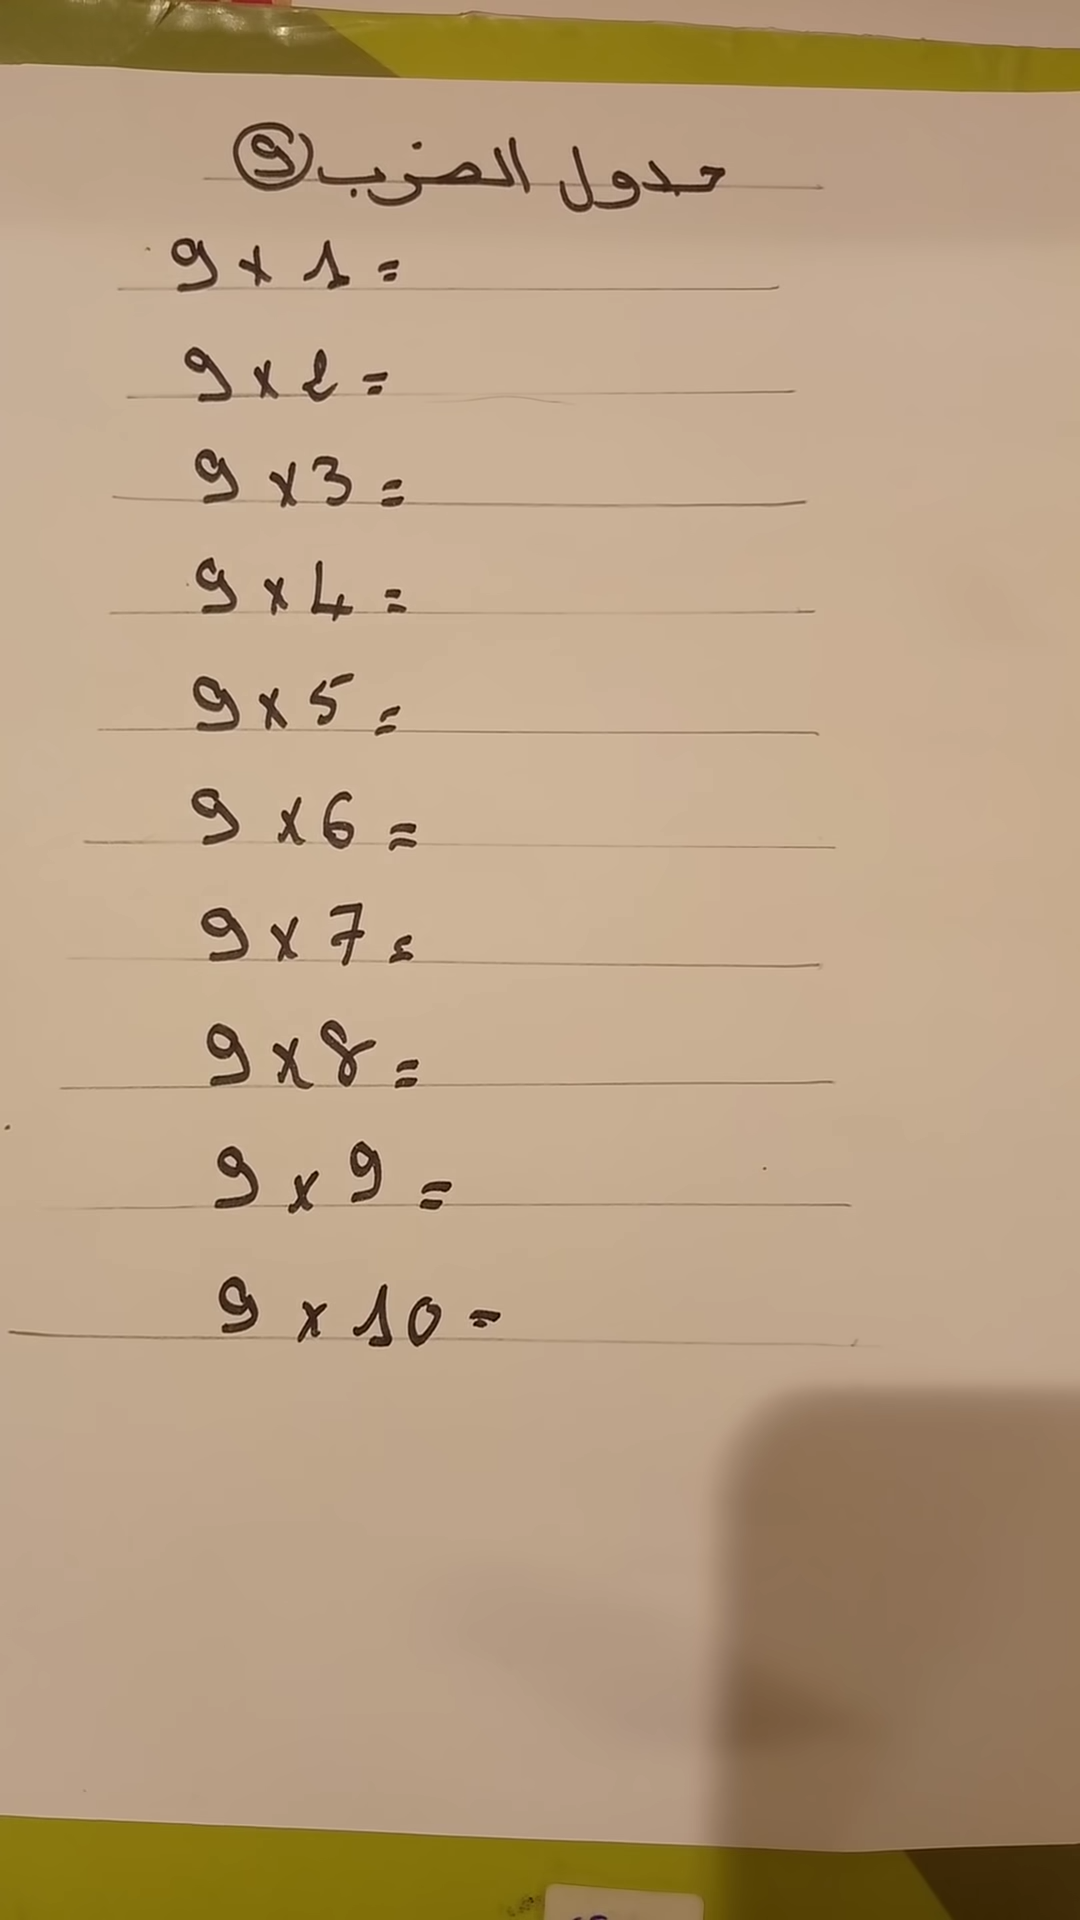 جدول الضرب 9
9 x 1 =
9 x 2 =
9 x 3 =
9 x 4 =
9 x 5 =
9 x 6 =
9 x 7 =
9 x 8 =
9 x 9 =
9 x 10 =